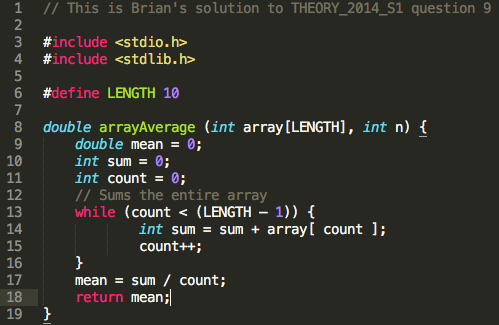 1 // This is Brian's solution to THEORY_2014_S1 question 9
2
3 #include <stdio.h>
4 #include <stdlib.h>
5
6 #define LENGTH 10
7
8 double arrayAverage (int array[LENGTH], int n) {
9 double mean = 0;
10 int sum = 0;
11 int count = 0;
12 // Sums the entire array
13 while (count < (LENGTH – 1)) {
14 int sum = sum + array[ count ];
15 count++;
16 }
17 mean = sum / count;
18 return mean;
19 }